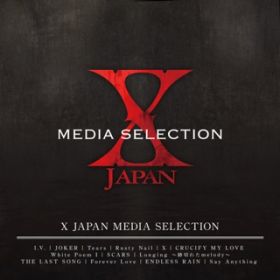 X
MEDIA SELECTION
JAPAN
X JAPAN MEDIA SELECTION
I.V. | JOKER | Tears | Rusty Nail | X | CRUCIFY MY LOVE
White Poem I | SCARS | Longing ～跡切れたmelody～
THE LAST SONG | Forever Love | ENDLESS RAIN | Say Anything